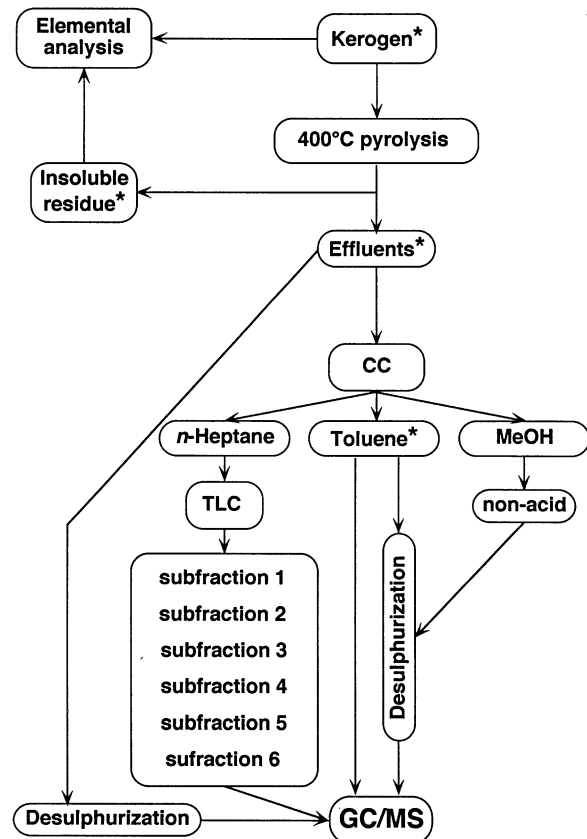 Elemental
analysis
Kerogen*
400°C pyrolysis
Insoluble
residue*
Effluents*
CC
n-Heptane
Toluene*
MeOH
TLC
non-acid
subfraction 1
subfraction 2
subfraction 3
subfraction 4
subfraction 5
sufraction 6
Desulphurization
Desulphurization
GC/MS